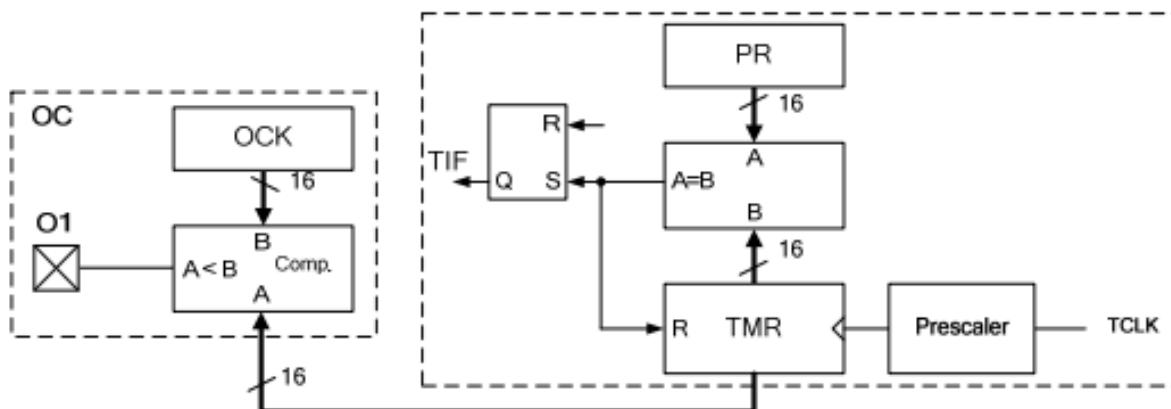 OC
OCK
16
O1
B
A < B
Comp.
A
16
PR
16
R
TIF
Q
S
A
A=B
B
16
R
TMR
Prescaler
TCLK